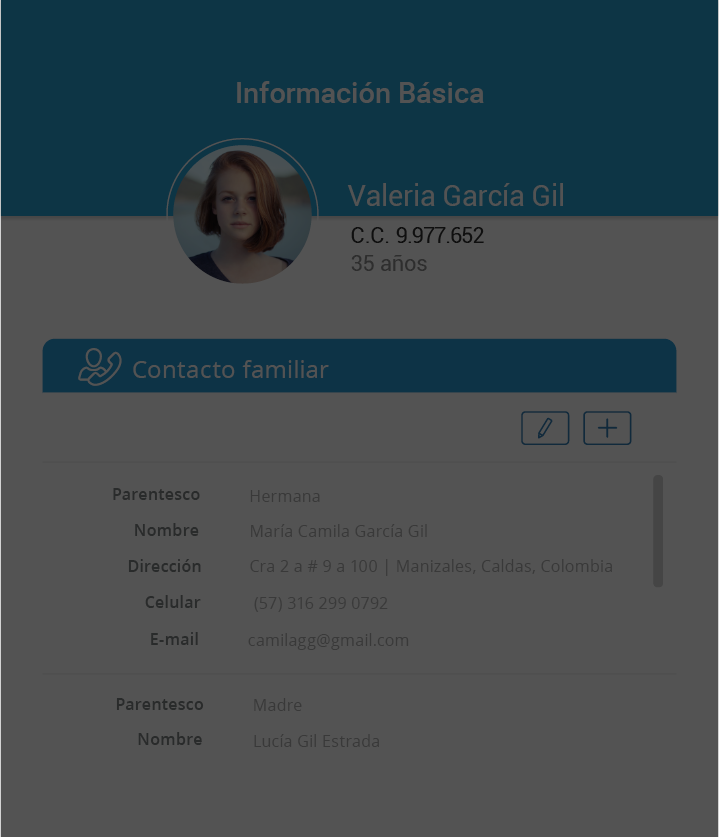 Información Básica
Valeria García Gil
C.C. 9.977.652
35 años
Contacto familiar
Parentesco Hermana
Nombre María Camila García Gil
Dirección Cra 2 a # 9 a 100 | Manizales, Caldas, Colombia
Celular (57) 316 299 0792
E-mail camilagg@gmail.com
Parentesco Madre
Nombre Lucía Gil Estrada